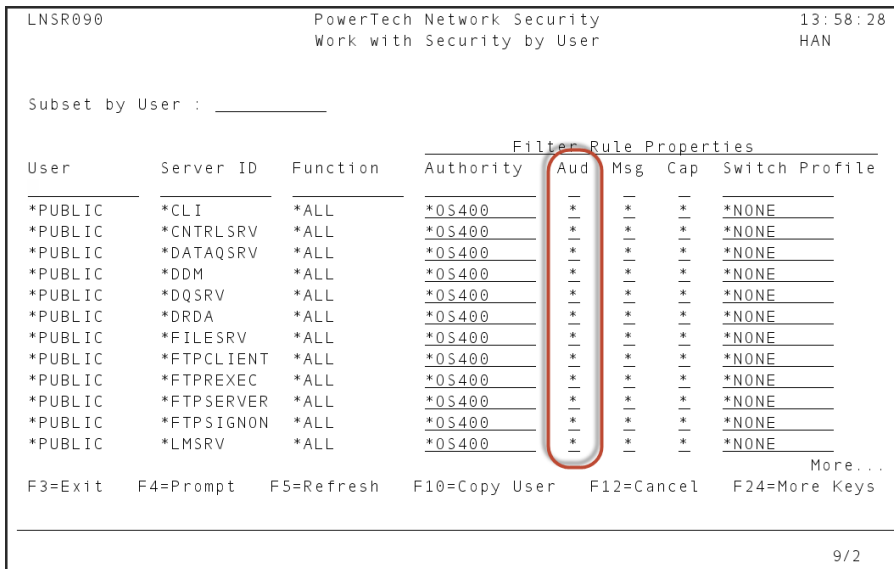 LNSR090 PowerTech Network Security 13:58:28
Work with Security by User HAN
Subset by User : ___________
Filter Rule Properties
User Server ID Function Authority Aud Msg Cap Switch Profile
*PUBLIC *CLI *ALL *OS400 * * * *NONE
*PUBLIC *CNTRLSRV *ALL *OS400 * * * *NONE
*PUBLIC *DATAQSRV *ALL *OS400 * * * *NONE
*PUBLIC *DDM *ALL *OS400 * * * *NONE
*PUBLIC *DQSRV *ALL *OS400 * * * *NONE
*PUBLIC *DRDA *ALL *OS400 * * * *NONE
*PUBLIC *FILESRV *ALL *OS400 * * * *NONE
*PUBLIC *FTPCLIENT *ALL *OS400 * * * *NONE
*PUBLIC *FTPREXEC *ALL *OS400 * * * *NONE
*PUBLIC *FTPSERVER *ALL *OS400 * * * *NONE
*PUBLIC *FTPSIGNON *ALL *OS400 * * * *NONE
*PUBLIC *LMSRV *ALL *OS400 * * * *NONE
More...
F3=Exit F4=Prompt F5=Refresh F10=Copy User F12=Cancel F24=More Keys
9/2